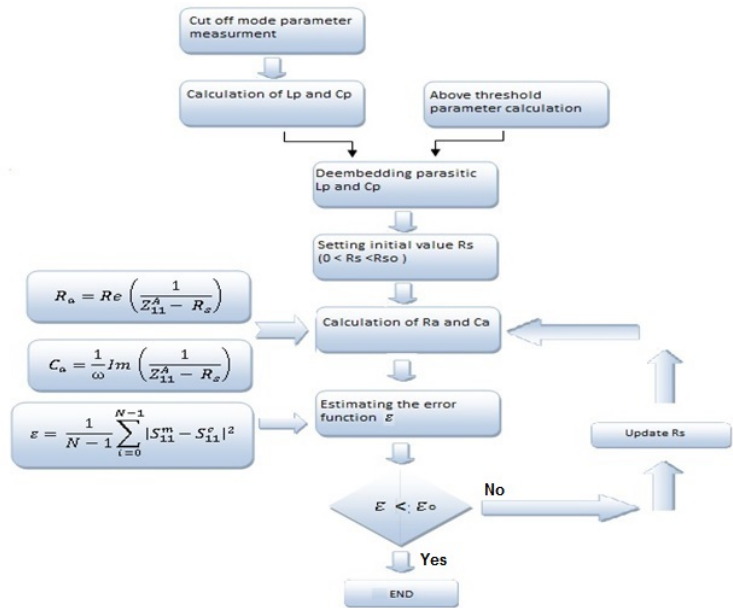 Cut off mode parameter
measurment
Calculation of Lp and Cp
Above threshold
parameter calculation
Deembedding parasitic
Lp and Cp
Setting initial value Rs
(0 < Rs <Rso )
R_a = Re ( 1 / (Z_11^A − R_s) )
Calculation of Ra and Ca
C_a = 1/ω Im ( 1 / (Z_11^A − R_s) )
Estimating the error
function ε
ε = 1/(N − 1) ∑_{i=0}^{N−1} |S_11^m − S_11^e|^2
Update Rs
ε < εo
No
Yes
END